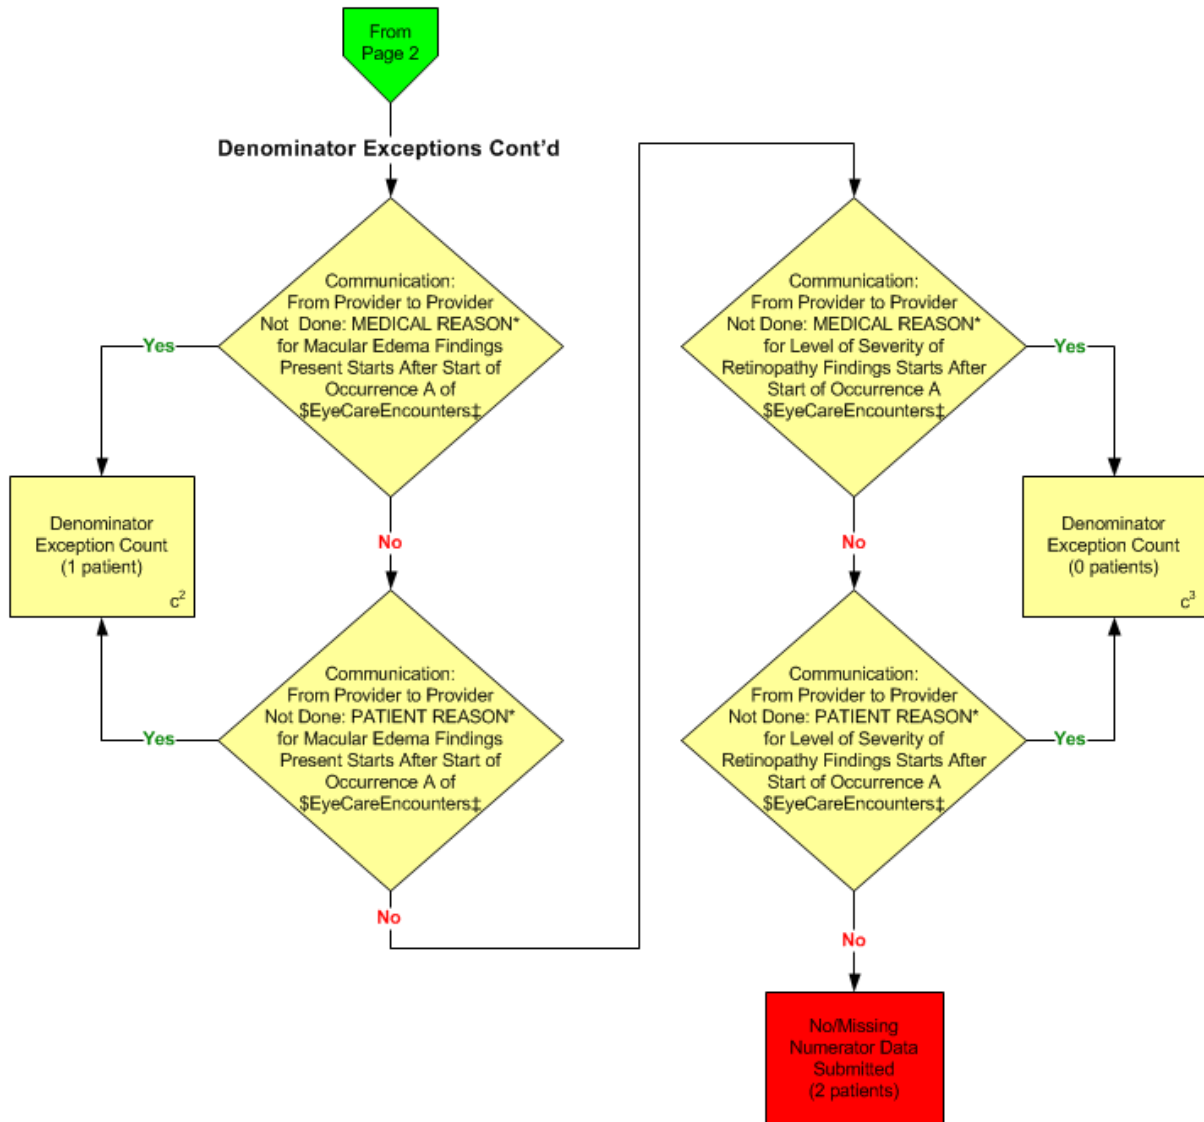 From
Page 2
Denominator Exceptions Cont'd
Communication:
From Provider to Provider
Not Done: MEDICAL REASON*
for Macular Edema Findings
Present Starts After Start of
Occurrence A of
$EyeCareEncounters‡
Yes
No
Denominator
Exception Count
(1 patient)
c²
Communication:
From Provider to Provider
Not Done: PATIENT REASON*
for Macular Edema Findings
Present Starts After Start of
Occurrence A of
$EyeCareEncounters‡
Yes
No
Communication:
From Provider to Provider
Not Done: MEDICAL REASON*
for Level of Severity of
Retinopathy Findings Starts After
Start of Occurrence A
$EyeCareEncounters‡
Yes
No
Denominator
Exception Count
(0 patients)
c³
Communication:
From Provider to Provider
Not Done: PATIENT REASON*
for Level of Severity of
Retinopathy Findings Starts After
Start of Occurrence A
$EyeCareEncounters‡
Yes
No
No/Missing
Numerator Data
Submitted
(2 patients)